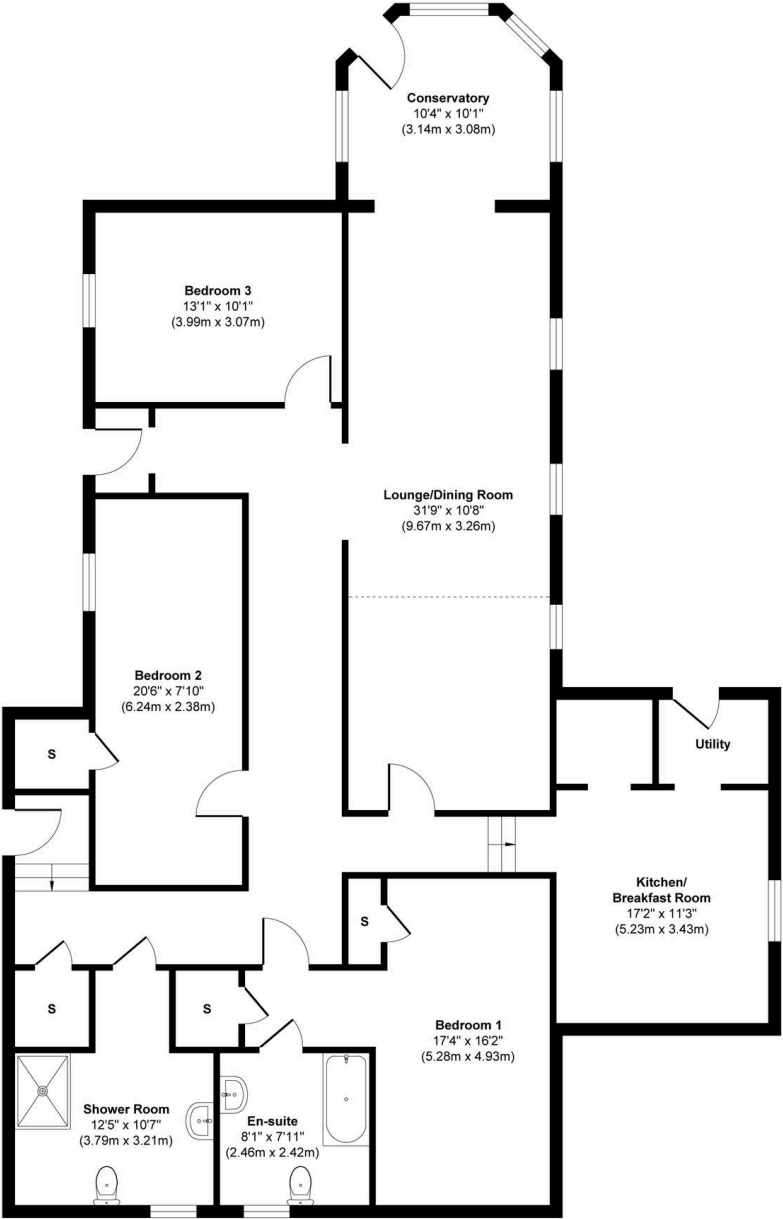 Conservatory
10'4" x 10'1"
(3.14m x 3.08m)
Bedroom 3
13'1" x 10'1"
(3.99m x 3.07m)
Lounge/Dining Room
31'9" x 10'8"
(9.67m x 3.26m)
Bedroom 2
20'6" x 7'10"
(6.24m x 2.38m)
S
Utility
Kitchen/
Breakfast Room
17'2" x 11'3"
(5.23m x 3.43m)
S
S
S
Bedroom 1
17'4" x 16'2"
(5.28m x 4.93m)
Shower Room
12'5" x 10'7"
(3.79m x 3.21m)
En-suite
8'1" x 7'11"
(2.46m x 2.42m)